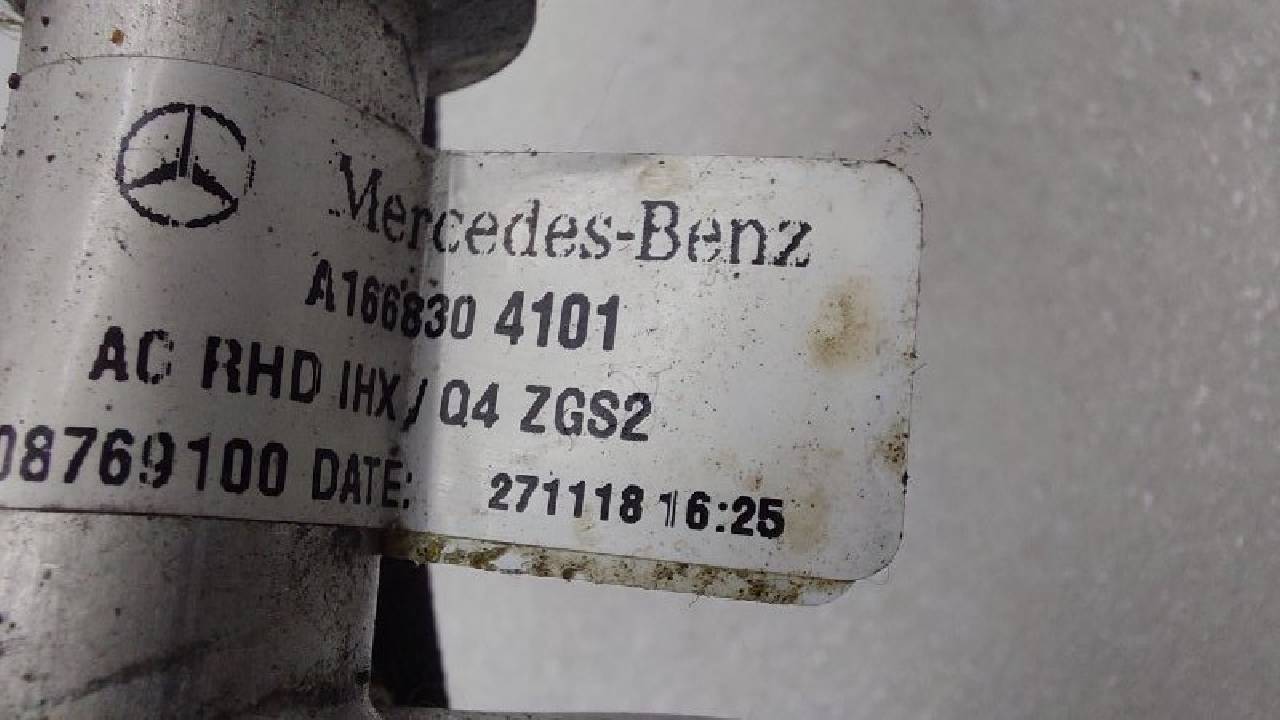 Mercedes-Benz
A166830 4101
AC RHD IHX/Q4 ZGS2
08769100 DATE: 271118 16:25